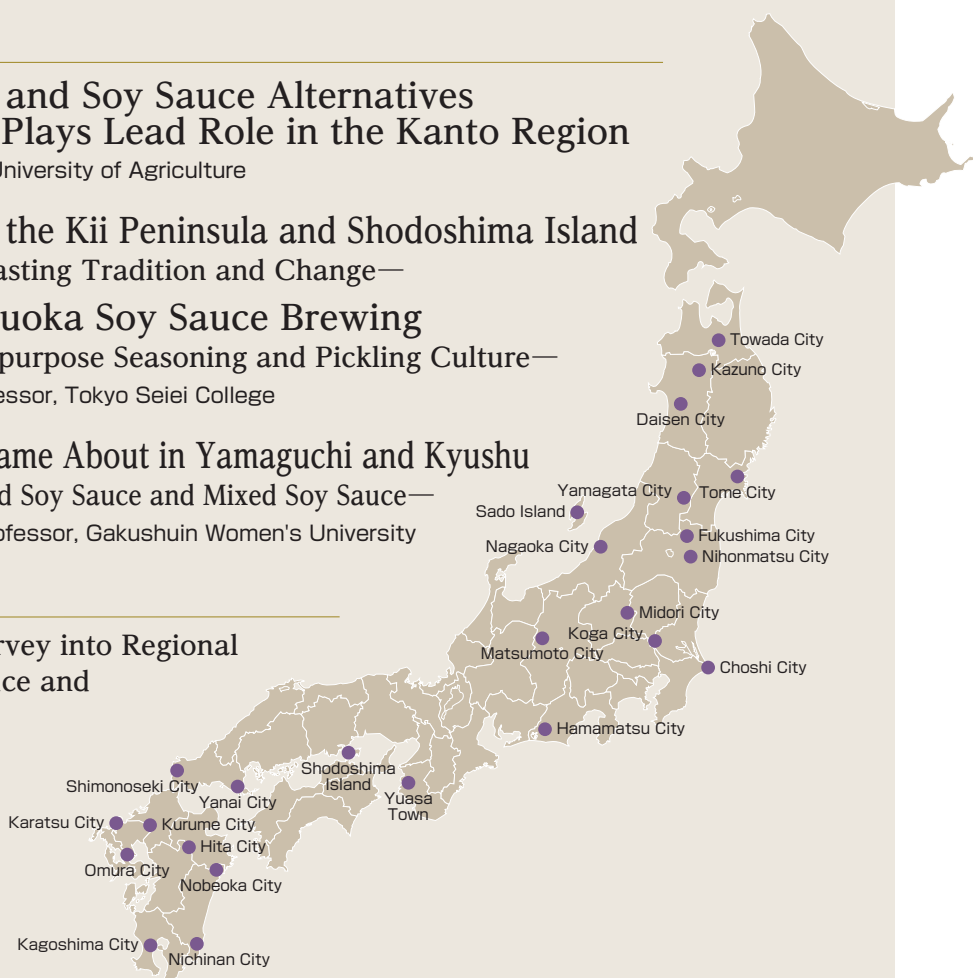 and Soy Sauce Alternatives
Plays Lead Role in the Kanto Region
University of Agriculture
the Kii Peninsula and Shodoshima Island
asting Tradition and Change—
uoka Soy Sauce Brewing
purpose Seasoning and Pickling Culture—
essor, Tokyo Seiei College
ame About in Yamaguchi and Kyushu
d Soy Sauce and Mixed Soy Sauce—
ofessor, Gakushuin Women's University
rvey into Regional
ce and
Towada City
Kazuno City
Daisen City
Yamagata City
Tome City
Sado Island
Fukushima City
Nagaoka City
Nihonmatsu City
Midori City
Koga City
Matsumoto City
Choshi City
Hamamatsu City
Shodoshima
Island
Shimonoseki City
Yanai City
Yuasa
Town
Karatsu City
Kurume City
Hita City
Omura City
Nobeoka City
Kagoshima City
Nichinan City